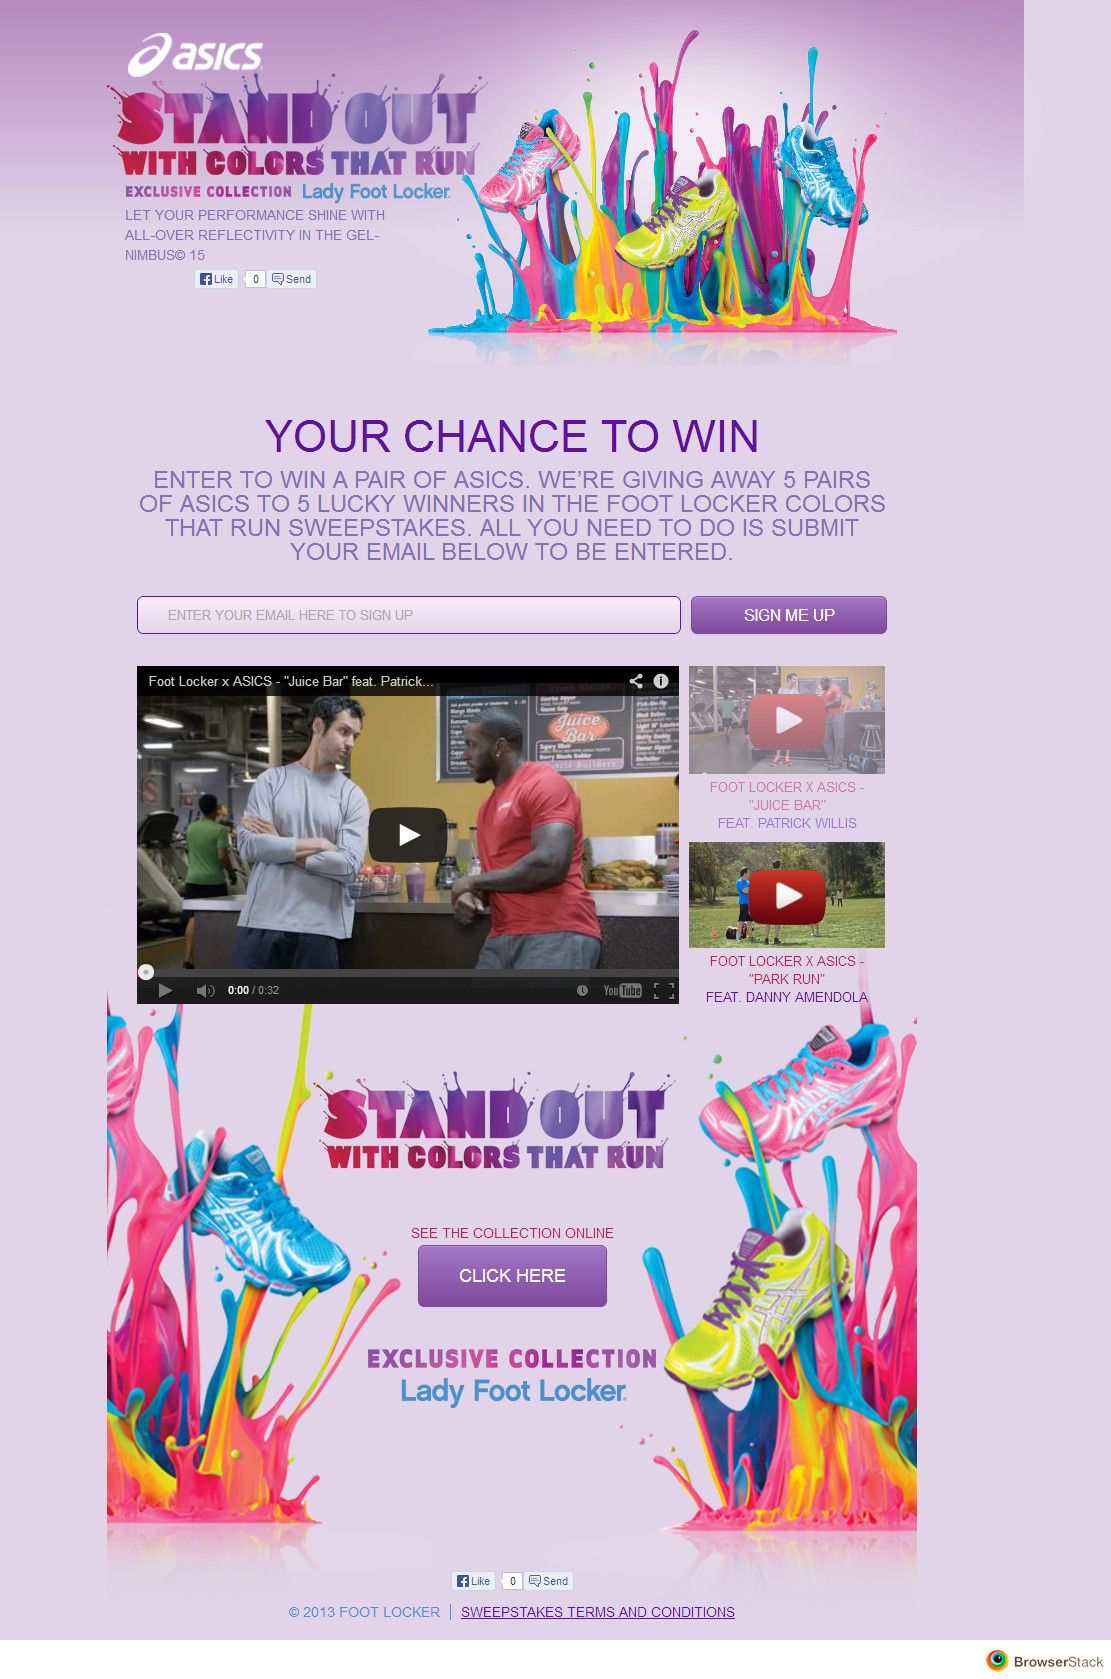 asics
STAND OUT
WITH COLORS THAT RUN
EXCLUSIVE COLLECTION Lady Foot Locker
LET YOUR PERFORMANCE SHINE WITH
ALL-OVER REFLECTIVITY IN THE GEL-
NIMBUS© 15
Like 0 Send
YOUR CHANCE TO WIN
ENTER TO WIN A PAIR OF ASICS. WE’RE GIVING AWAY 5 PAIRS
OF ASICS TO 5 LUCKY WINNERS IN THE FOOT LOCKER COLORS
THAT RUN SWEEPSTAKES. ALL YOU NEED TO DO IS SUBMIT
YOUR EMAIL BELOW TO BE ENTERED.
ENTER YOUR EMAIL HERE TO SIGN UP
SIGN ME UP
Foot Locker x ASICS - "Juice Bar" feat. Patrick...
Juice
Bar
0:00 / 0:32
YouTube
FOOT LOCKER X ASICS -
"JUICE BAR"
FEAT. PATRICK WILLIS
FOOT LOCKER X ASICS -
"PARK RUN"
FEAT. DANNY AMENDOLA
STAND OUT
WITH COLORS THAT RUN
SEE THE COLLECTION ONLINE
CLICK HERE
EXCLUSIVE COLLECTION
Lady Foot Locker
Like 0 Send
© 2013 FOOT LOCKER | SWEEPSTAKES TERMS AND CONDITIONS
BrowserStack